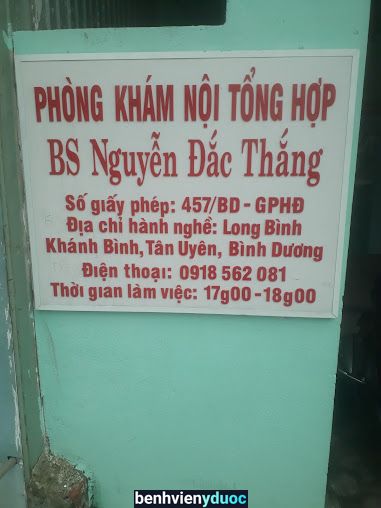 PHÒNG KHÁM NỘI TỔNG HỢP
BS Nguyễn Đắc Thắng
Số giấy phép: 457/BD - GPHĐ
Địa chỉ hành nghề: Long Bình
Khánh Bình, Tân Uyên, Bình Dương
Điện thoại: 0918 562 081
Thời gian làm việc: 17g00 - 18g00
benhvienyduoc